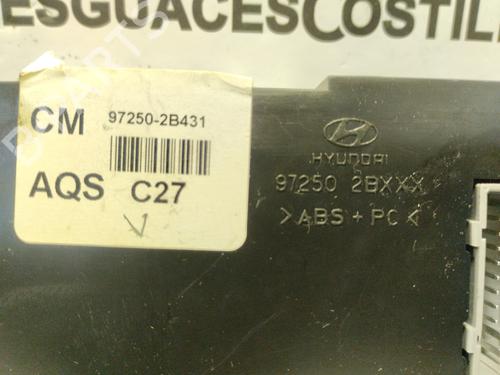 ESGUACESCOSTIL
CM 97250-2B431
AQS C27
HYUNDAI
97250 2BXXX
>ABS + PC<